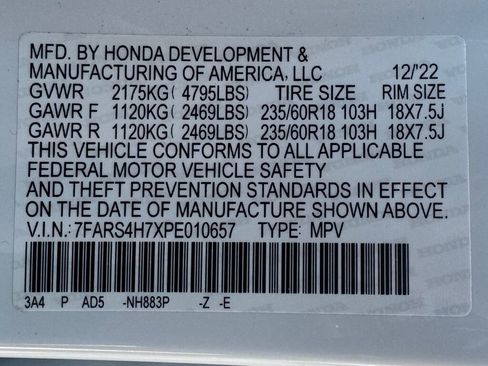 MFD. BY HONDA DEVELOPMENT &
MANUFACTURING OF AMERICA, LLC 12/'22
GVWR 2175KG( 4795LBS) TIRE SIZE RIM SIZE
GAWR F 1120KG( 2469LBS) 235/60R18 103H 18X7.5J
GAWR R 1120KG( 2469LBS) 235/60R18 103H 18X7.5J
THIS VEHICLE CONFORMS TO ALL APPLICABLE
FEDERAL MOTOR VEHICLE SAFETY
AND THEFT PREVENTION STANDARDS IN EFFECT
ON THE DATE OF MANUFACTURE SHOWN ABOVE.
V.I.N.: 7FARS4H7XPE010657 TYPE: MPV
3A4 P AD5 -NH883P -Z -E